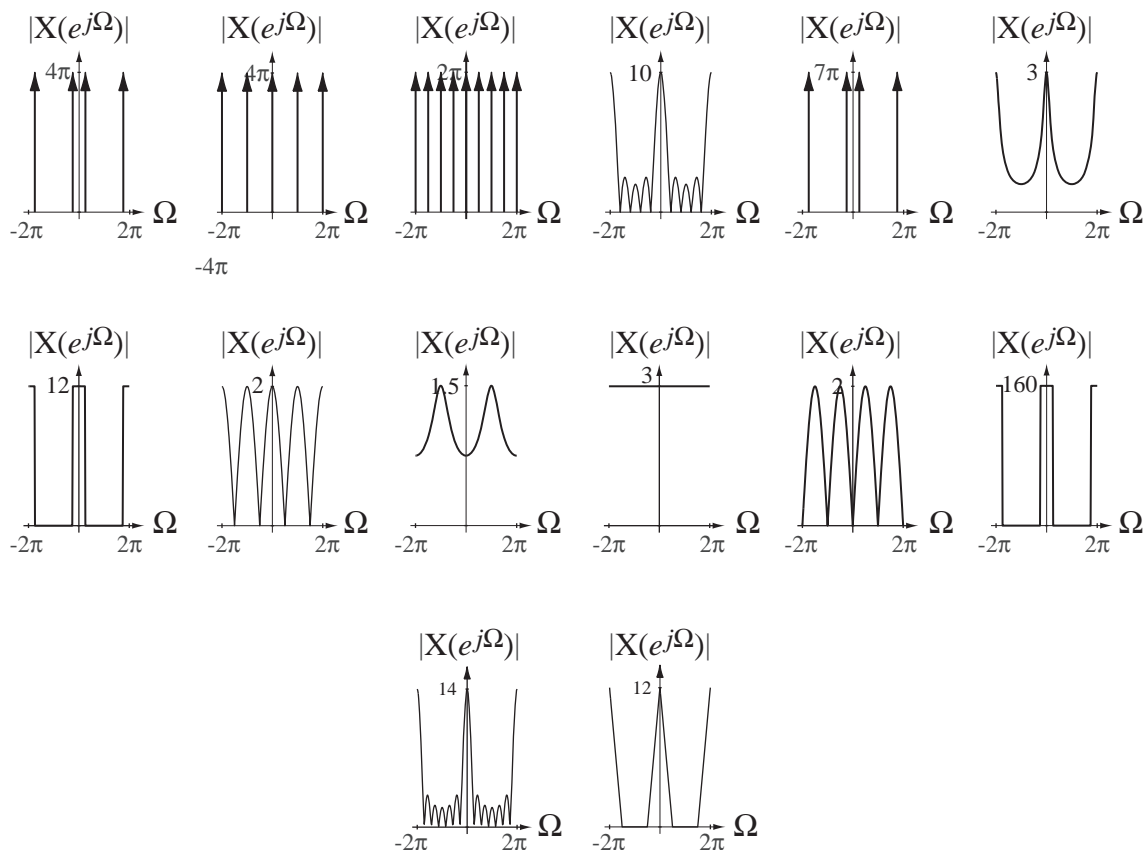 |X(e^{jΩ})| |X(e^{jΩ})| |X(e^{jΩ})| |X(e^{jΩ})| |X(e^{jΩ})| |X(e^{jΩ})|
4π 4π 2π 10 7π 3
Ω Ω Ω Ω Ω Ω
-2π 2π -2π 2π -2π 2π -2π 2π -2π 2π -2π 2π
-4π
|X(e^{jΩ})| |X(e^{jΩ})| |X(e^{jΩ})| |X(e^{jΩ})| |X(e^{jΩ})| |X(e^{jΩ})|
12 2 1.5 3 2 160
Ω Ω Ω Ω Ω Ω
-2π 2π -2π 2π -2π 2π -2π 2π -2π 2π -2π 2π
|X(e^{jΩ})| |X(e^{jΩ})|
14 12
Ω Ω
-2π 2π -2π 2π